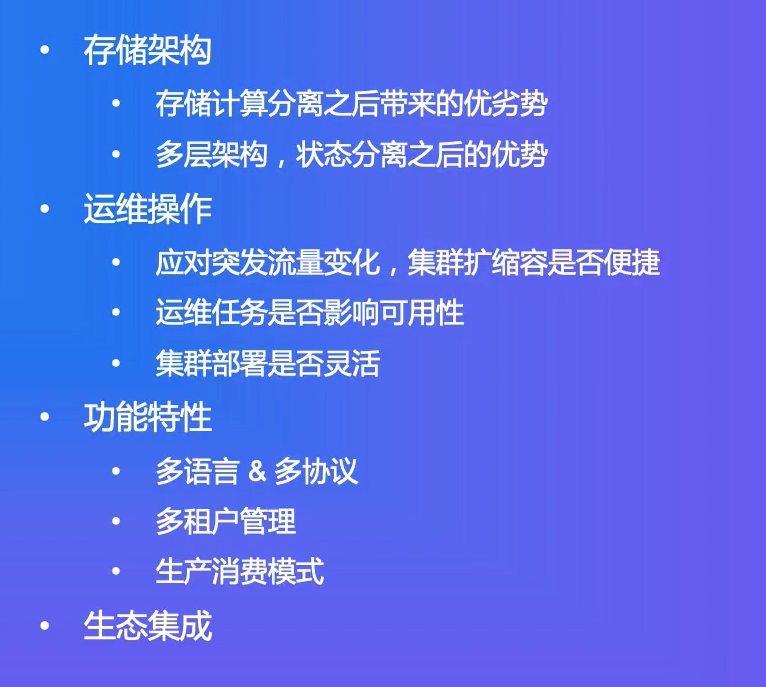 • 存储架构
• 存储计算分离之后带来的优劣势
• 多层架构，状态分离之后的优势
• 运维操作
• 应对突发流量变化，集群扩缩容是否便捷
• 运维任务是否影响可用性
• 集群部署是否灵活
• 功能特性
• 多语言 & 多协议
• 多租户管理
• 生产消费模式
• 生态集成